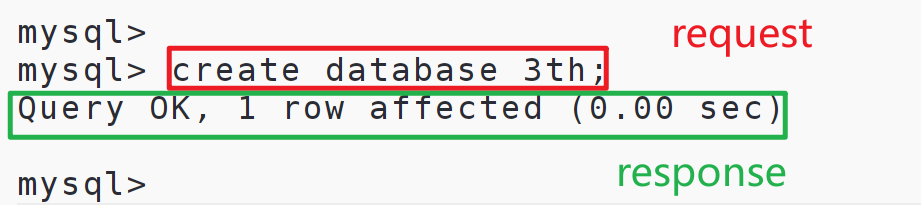 mysql>
request
mysql> create database 3th;
Query OK, 1 row affected (0.00 sec)
response
mysql>